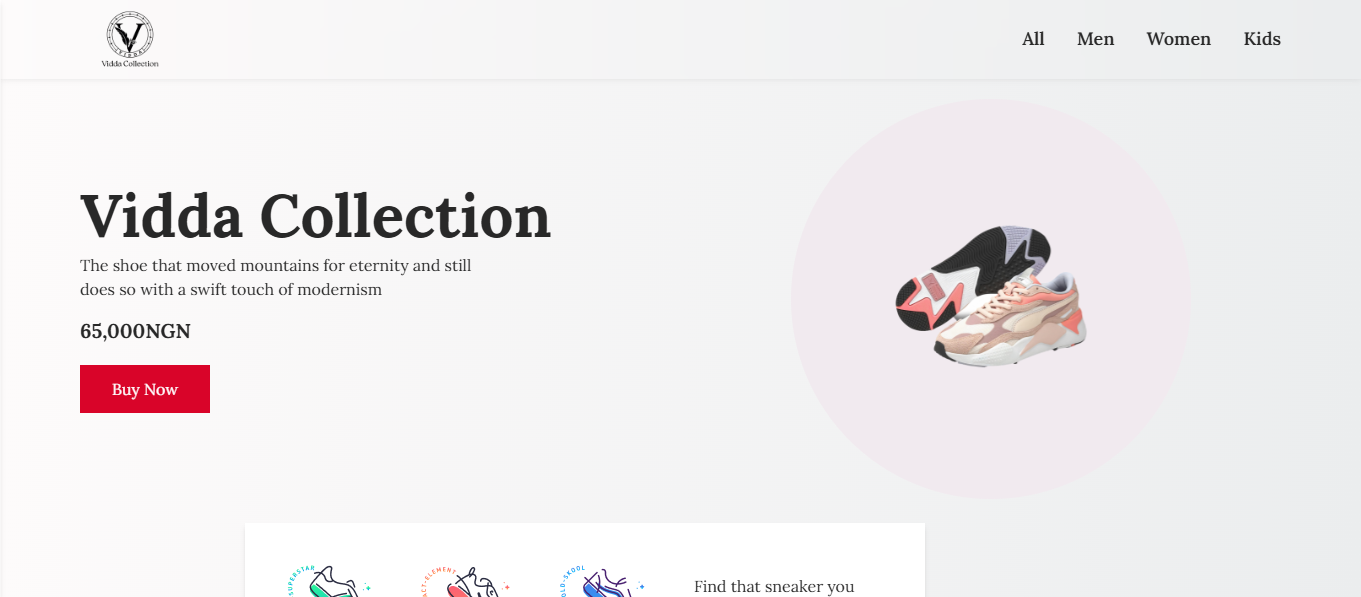 VIDDA
Vidda Collection
All
Men
Women
Kids
Vidda Collection
The shoe that moved mountains for eternity and still
does so with a swift touch of modernism
65,000NGN
Buy Now
SUPERSTAR
ACT-ELEMENT
OLD-SKOOL
Find that sneaker you